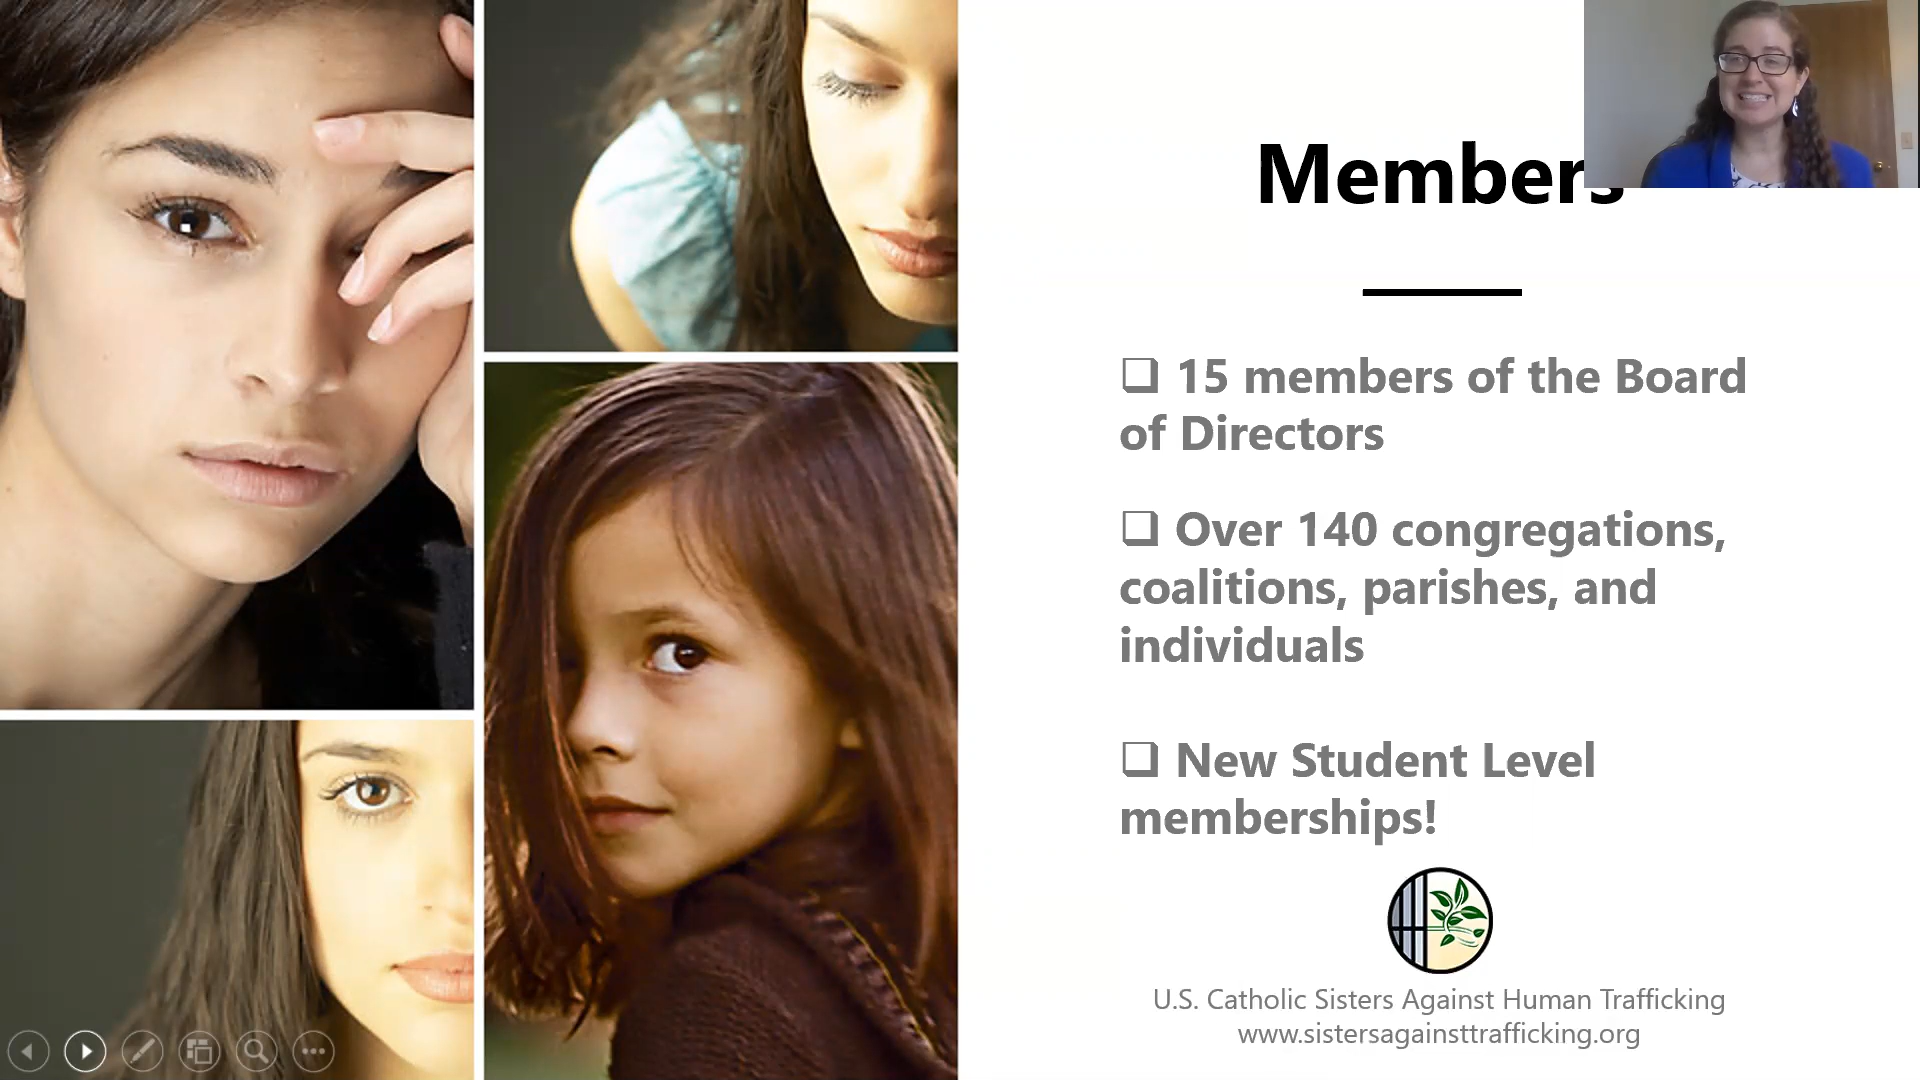 Members
❑ 15 members of the Board
of Directors
❑ Over 140 congregations,
coalitions, parishes, and
individuals
❑ New Student Level
memberships!
U.S. Catholic Sisters Against Human Trafficking
www.sistersagainsttrafficking.org